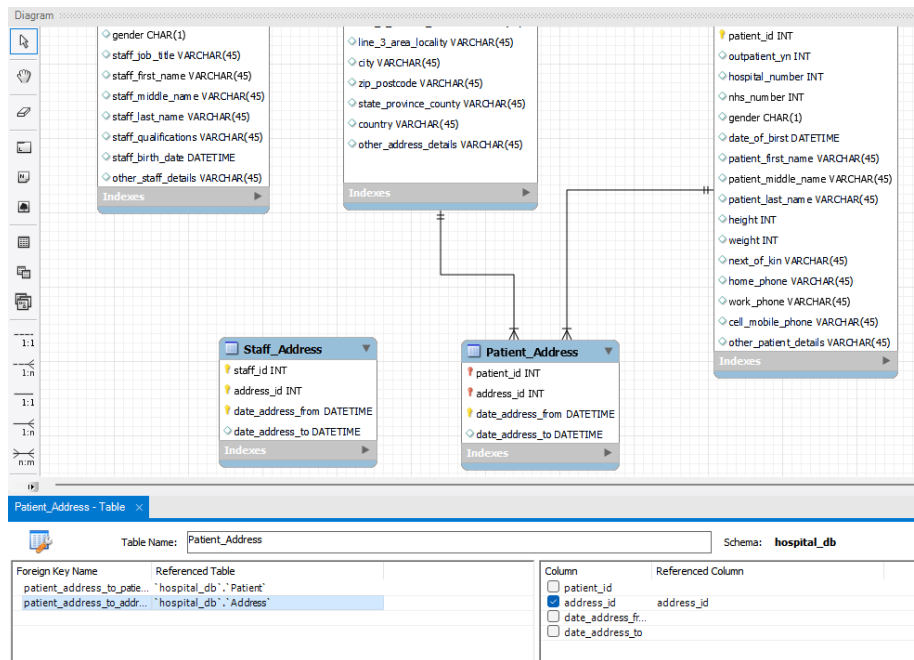 Diagram
gender CHAR(1)
staff_job_title VARCHAR(45)
staff_first_name VARCHAR(45)
staff_middle_name VARCHAR(45)
staff_last_name VARCHAR(45)
staff_qualifications VARCHAR(45)
staff_birth_date DATETIME
other_staff_details VARCHAR(45)
Indexes
line_3_area_locality VARCHAR(45)
city VARCHAR(45)
zip_postcode VARCHAR(45)
state_province_county VARCHAR(45)
country VARCHAR(45)
other_address_details VARCHAR(45)
Indexes
patient_id INT
outpatient_yn INT
hospital_number INT
nhs_number INT
gender CHAR(1)
date_of_birst DATETIME
patient_first_name VARCHAR(45)
patient_middle_name VARCHAR(45)
patient_last_name VARCHAR(45)
height INT
weight INT
next_of_kin VARCHAR(45)
home_phone VARCHAR(45)
work_phone VARCHAR(45)
cell_mobile_phone VARCHAR(45)
other_patient_details VARCHAR(45)
Indexes
1:1
1:n
1:1
1:n
n:m
Staff_Address
staff_id INT
address_id INT
date_address_from DATETIME
date_address_to DATETIME
Indexes
Patient_Address
patient_id INT
address_id INT
date_address_from DATETIME
date_address_to DATETIME
Indexes
Patient_Address - Table ×
Table Name: Patient_Address Schema: hospital_db
Foreign Key Name Referenced Table
patient_address_to_patie... `hospital_db`.`Patient`
patient_address_to_addr... `hospital_db`.`Address`
Column Referenced Column
patient_id
address_id address_id
date_address_fr...
date_address_to